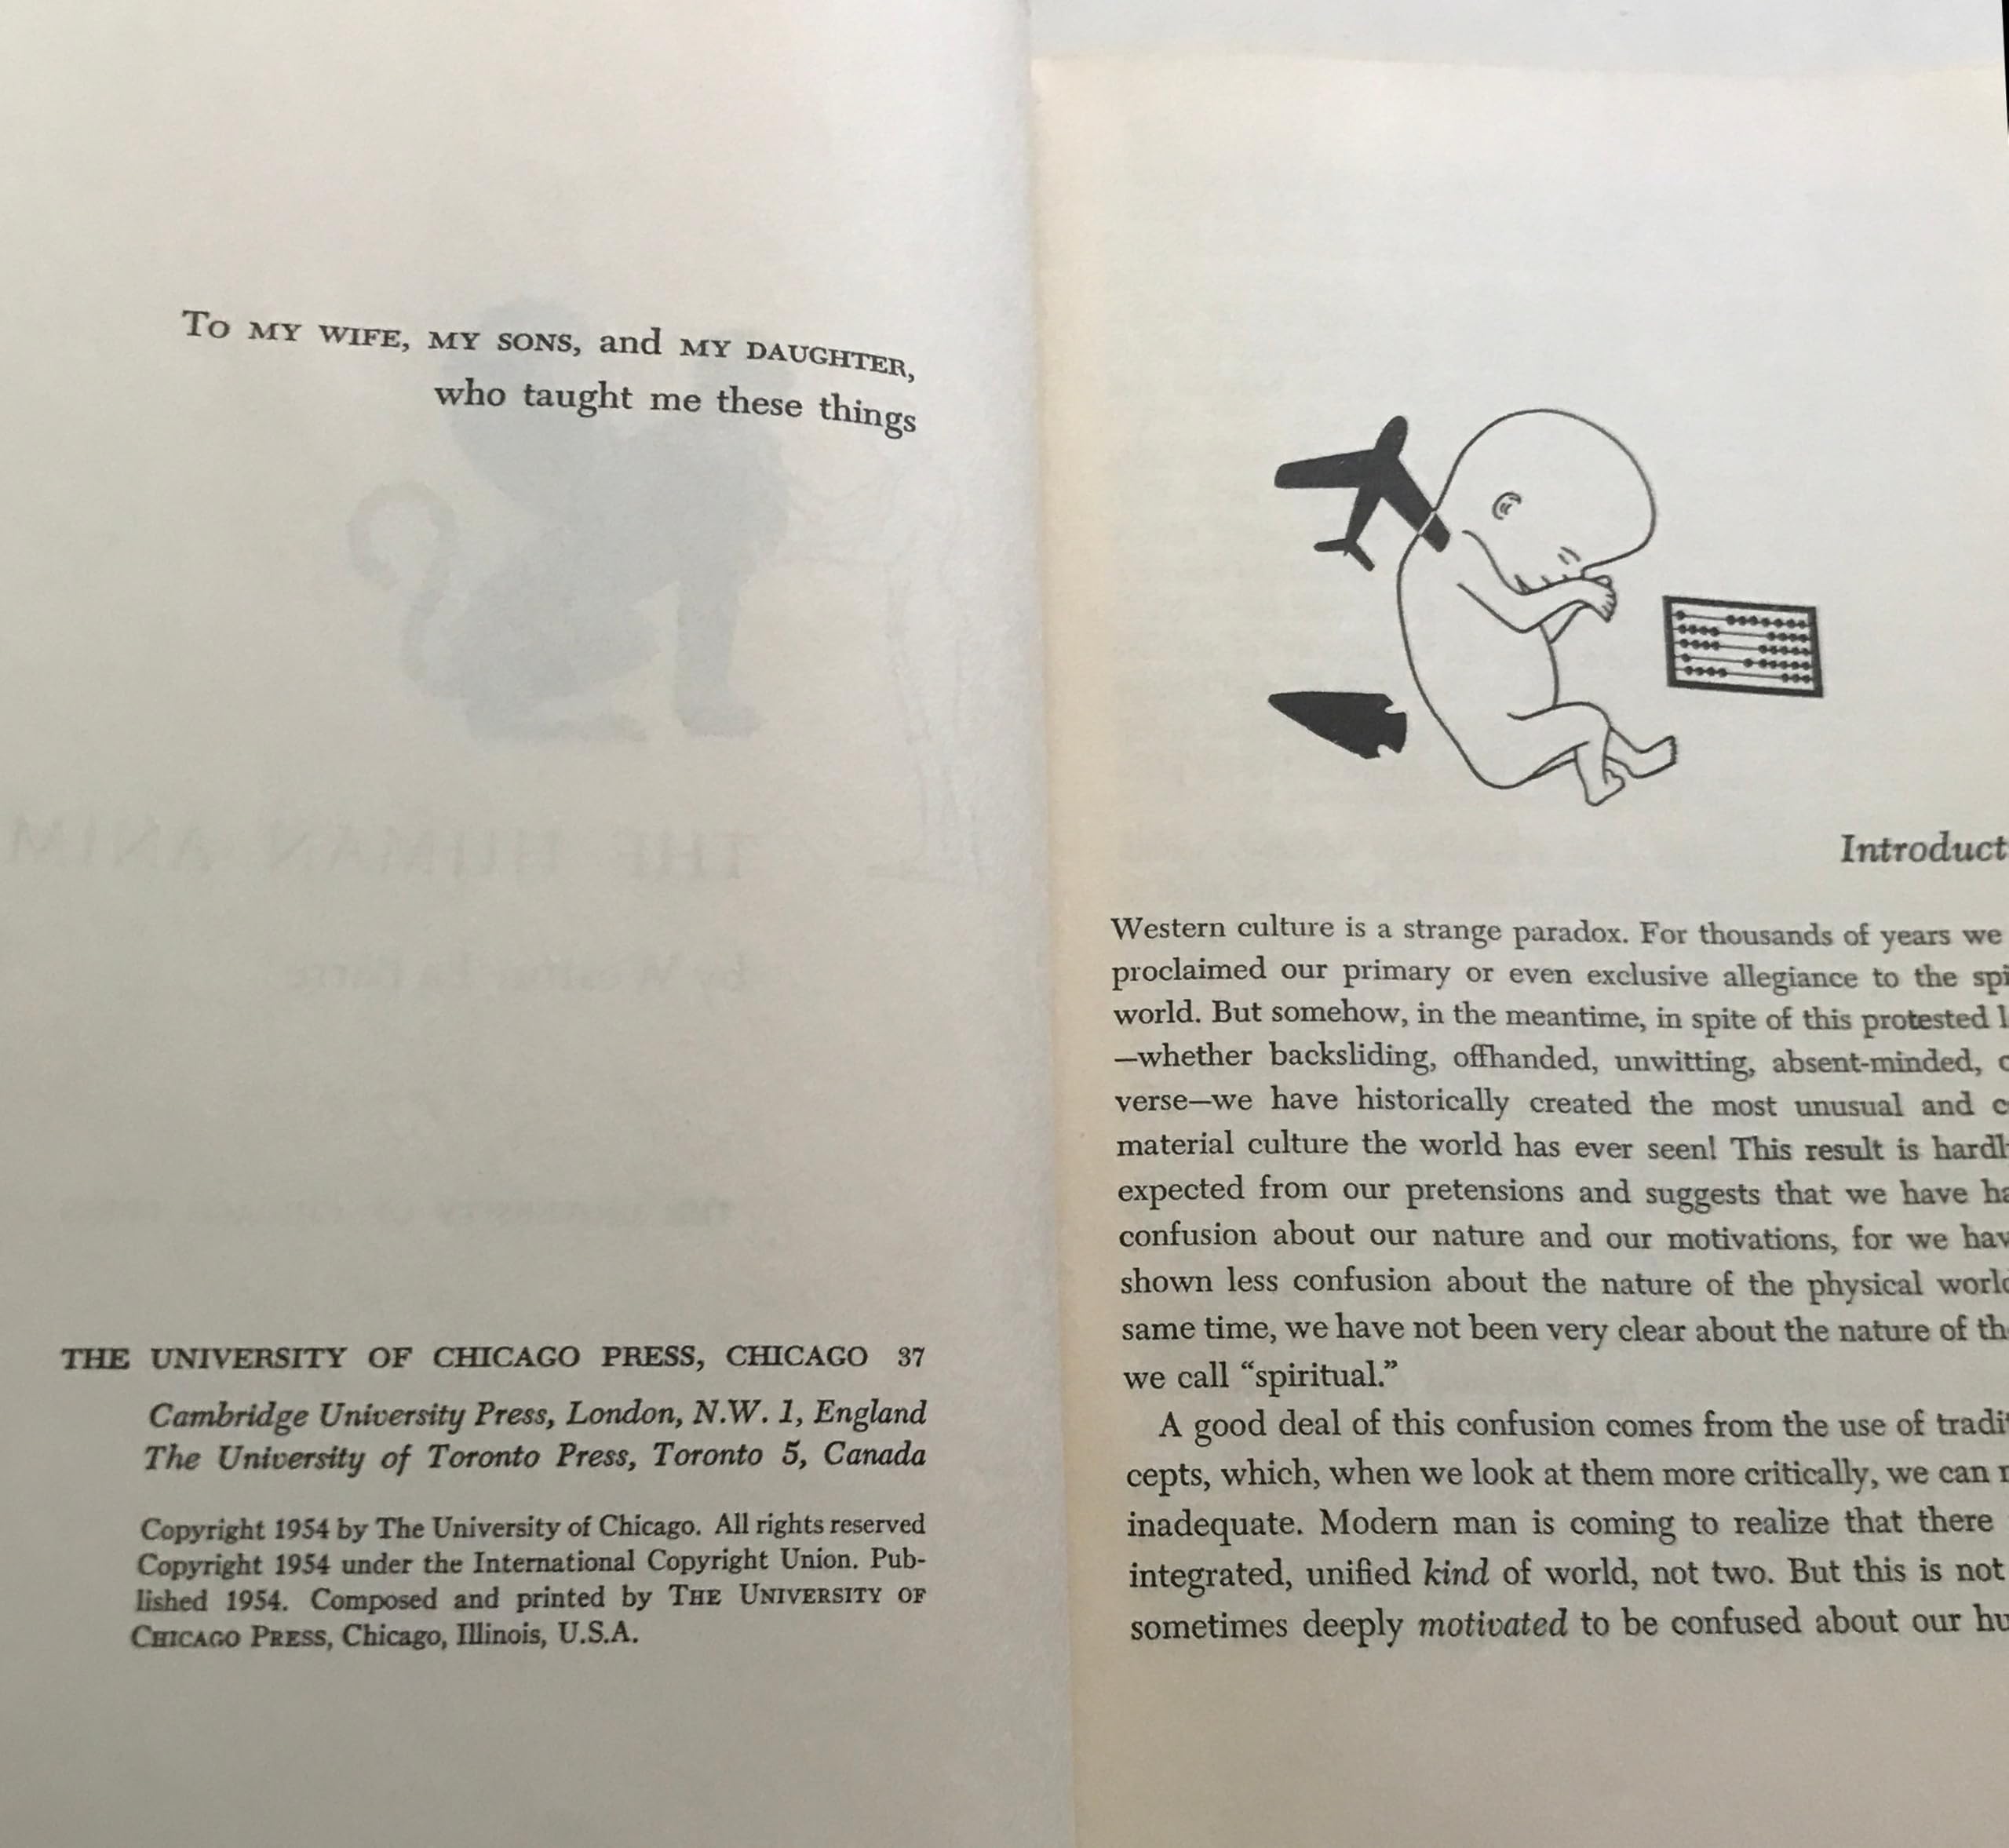 To MY WIFE, MY SONS, and MY DAUGHTER,
who taught me these things
THE HUMAN ANIM
THE UNIVERSITY OF CHICAGO PRESS, CHICAGO 37
Cambridge University Press, London, N.W. 1, England
The University of Toronto Press, Toronto 5, Canada
Copyright 1954 by The University of Chicago. All rights reserved
Copyright 1954 under the International Copyright Union. Pub-
lished 1954. Composed and printed by THE UNIVERSITY OF
CHICAGO PRESS, Chicago, Illinois, U.S.A.
Introduct
Western culture is a strange paradox. For thousands of years we
proclaimed our primary or even exclusive allegiance to the spi
world. But somehow, in the meantime, in spite of this protested l
—whether backsliding, offhanded, unwitting, absent-minded,
verse—we have historically created the most unusual and c
material culture the world has ever seen! This result is hardl
expected from our pretensions and suggests that we have ha
confusion about our nature and our motivations, for we hav
shown less confusion about the nature of the physical world
same time, we have not been very clear about the nature of th
we call “spiritual.”
A good deal of this confusion comes from the use of tradit
cepts, which, when we look at them more critically, we can r
inadequate. Modern man is coming to realize that there
integrated, unified kind of world, not two. But this is not
sometimes deeply motivated to be confused about our hu